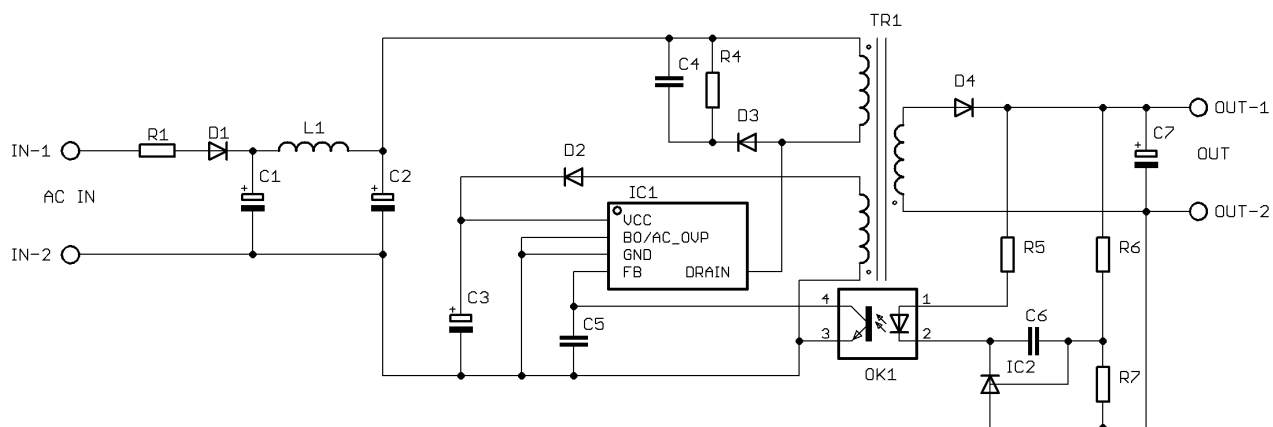 TR1
C4
R4
D3
D4
R1
D1
L1
IN-1
OUT-1
C7
OUT
AC IN
C1
+
C2
+
D2
IC1
+
OUT-2
VCC
BO/AC_OVP
GND
FB
DRAIN
IN-2
R5
R6
C3
+
C5
4
3
1
2
OK1
C6
IC2
R7